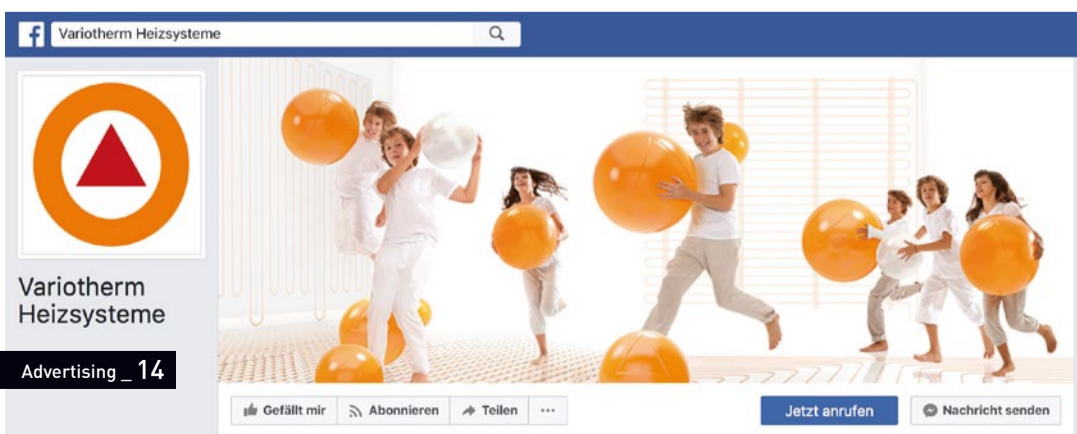 Variotherm Heizsysteme
Variotherm
Heizsysteme
Advertising _ 14
Gefällt mir Abonnieren Teilen ...
Jetzt anrufen Nachricht senden